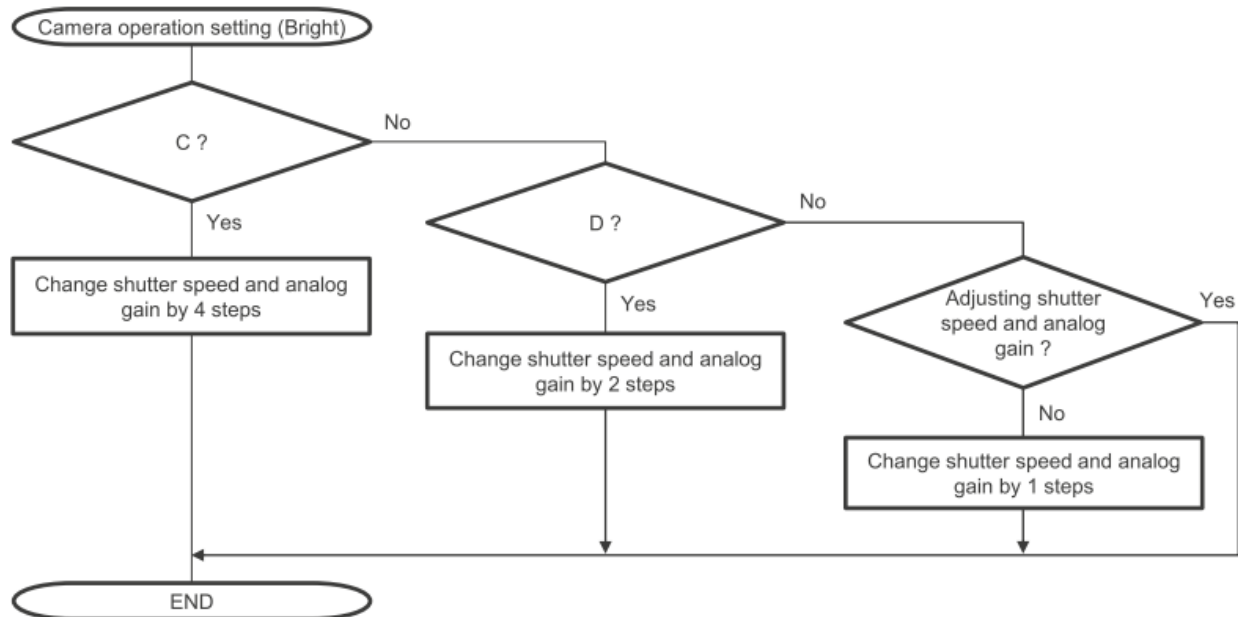 Camera operation setting (Bright)
C ?
No
Yes
D ?
No
Change shutter speed and analog
gain by 4 steps
Yes
Adjusting shutter
speed and analog
gain ?
Yes
Change shutter speed and analog
gain by 2 steps
No
Change shutter speed and analog
gain by 1 steps
END